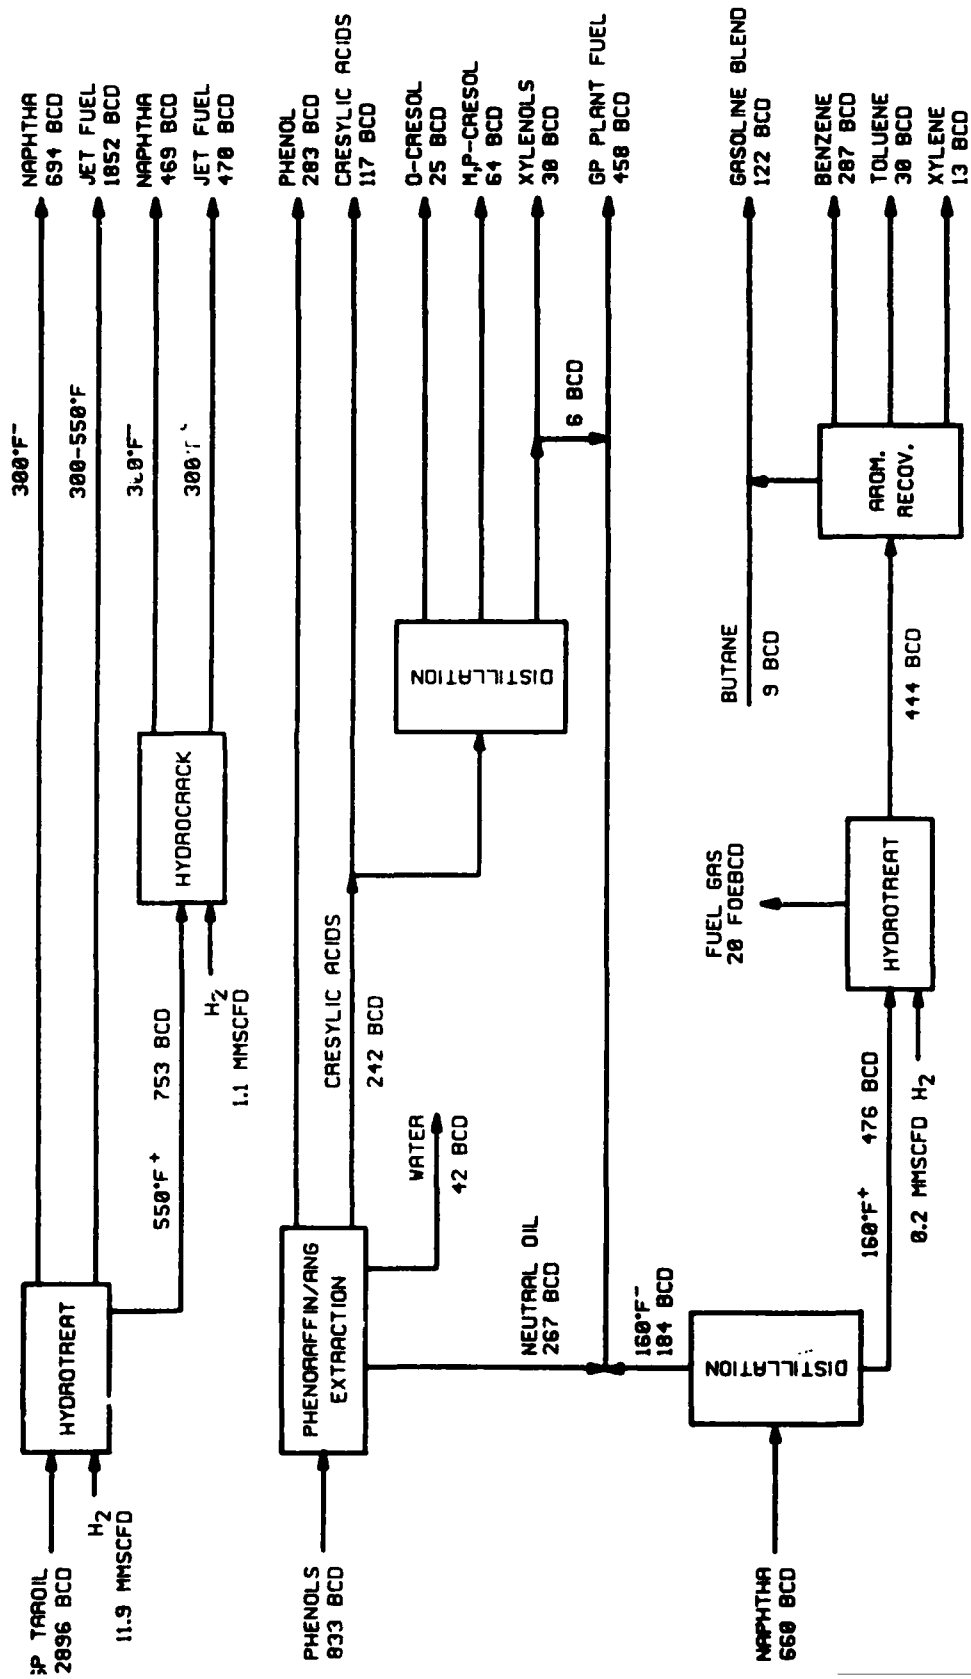 NAPHTHA
694 BCD
JET FUEL
1852 BCD
NAPHTHA
469 BCD
JET FUEL
470 BCD
300°F-
300-550°F
HYDROTREAT
TAROIL
2896 BCD
H2
11.9 MMSCFD
550°F+
753 BCD
HYDROCRACK
H2
1.1 MMSCFD
PHENOL
283 BCD
CRESYLIC ACIDS
117 BCD
O-CRESOL
25 BCD
M,P-CRESOL
64 BCD
XYLENOLS
30 BCD
GP PLANT FUEL
458 BCD
PHENOLS
833 BCD
PHENORAFFIN/ANG
EXTRACTION
CRESYLIC ACIDS
242 BCD
WATER
42 BCD
DISTILLATION
6 BCD
NEUTRAL OIL
267 BCD
160°F-
184 BCD
NAPHTHA
660 BCD
DISTILLATION
160°F+
476 BCD
0.2 MMSCFD H2
HYDROTREAT
FUEL GAS
20 FOEBCD
444 BCD
BUTANE
9 BCD
AROM.
RECOV.
GASOLINE BLEND
122 BCD
BENZENE
287 BCD
TOLUENE
30 BCD
XYLENE
13 BCD